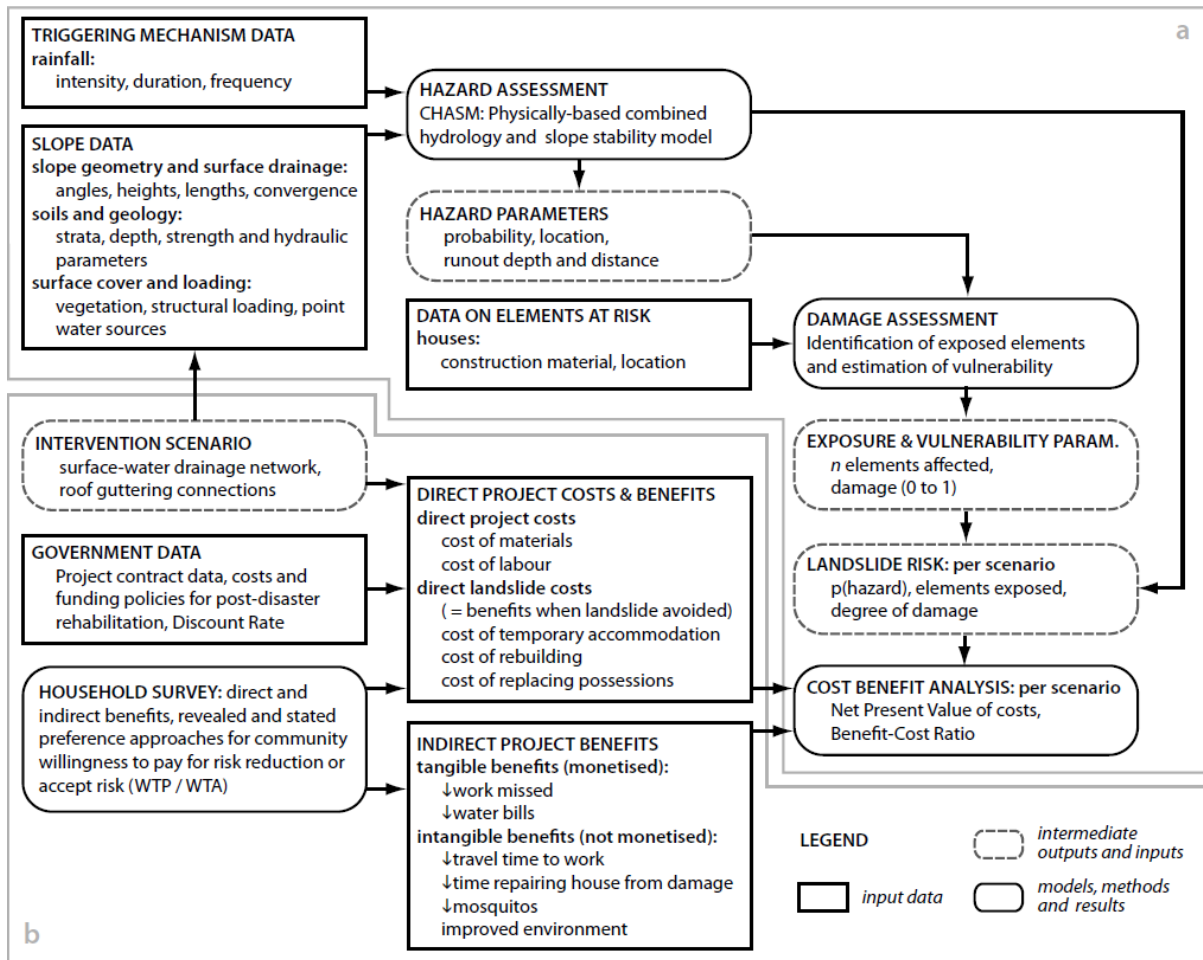 a
TRIGGERING MECHANISM DATA
rainfall:
intensity, duration, frequency
HAZARD ASSESSMENT
CHASM: Physically-based combined
hydrology and slope stability model
SLOPE DATA
slope geometry and surface drainage:
angles, heights, lengths, convergence
soils and geology:
strata, depth, strength and hydraulic
parameters
surface cover and loading:
vegetation, structural loading, point
water sources
HAZARD PARAMETERS
probability, location,
runout depth and distance
DATA ON ELEMENTS AT RISK
houses:
construction material, location
DAMAGE ASSESSMENT
Identification of exposed elements
and estimation of vulnerability
INTERVENTION SCENARIO
surface-water drainage network,
roof guttering connections
EXPOSURE & VULNERABILITY PARAM.
n elements affected,
damage (0 to 1)
DIRECT PROJECT COSTS & BENEFITS
direct project costs
cost of materials
cost of labour
direct landslide costs
( = benefits when landslide avoided)
cost of temporary accommodation
cost of rebuilding
cost of replacing possessions
GOVERNMENT DATA
Project contract data, costs and
funding policies for post-disaster
rehabilitation, Discount Rate
LANDSLIDE RISK: per scenario
p(hazard), elements exposed,
degree of damage
HOUSEHOLD SURVEY: direct and
indirect benefits, revealed and stated
preference approaches for community
willingness to pay for risk reduction or
accept risk (WTP / WTA)
COST BENEFIT ANALYSIS: per scenario
Net Present Value of costs,
Benefit-Cost Ratio
INDIRECT PROJECT BENEFITS
tangible benefits (monetised):
↓work missed
↓water bills
intangible benefits (not monetised):
↓travel time to work
↓time repairing house from damage
↓mosquitos
improved environment
LEGEND
input data
intermediate
outputs and inputs
models, methods
and results
b